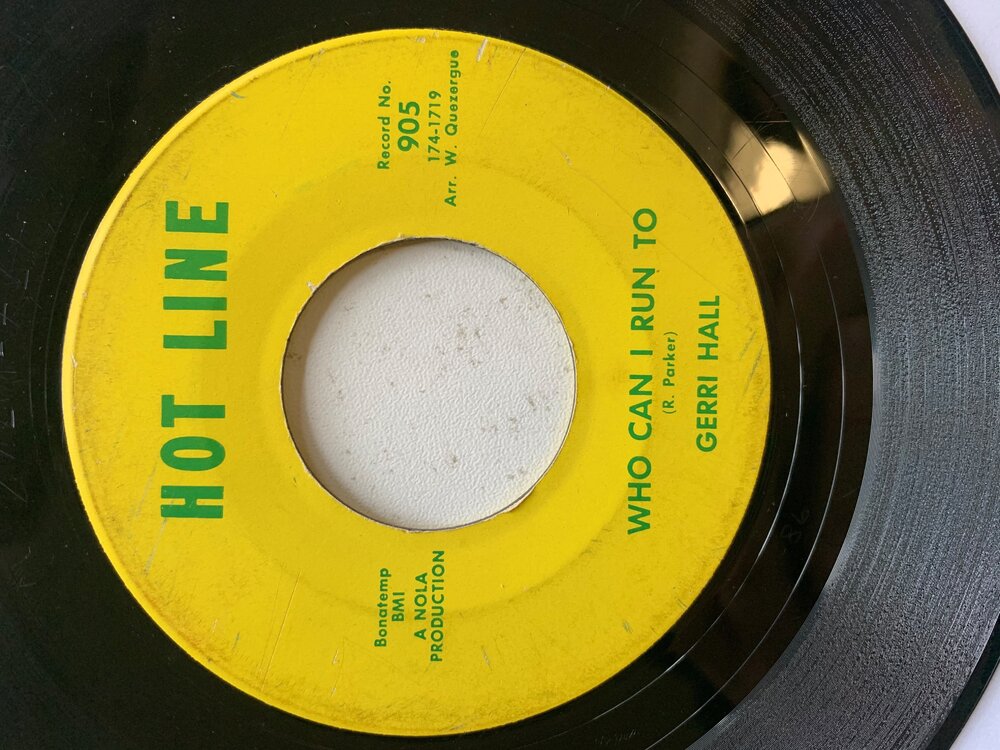 HOT LINE
Bonatemp
BMI
A NOLA
PRODUCTION
Record No.
905
174-1719
Arr. W. Quezergue
WHO CAN I RUN TO
(R. Parker)
GERRI HALL